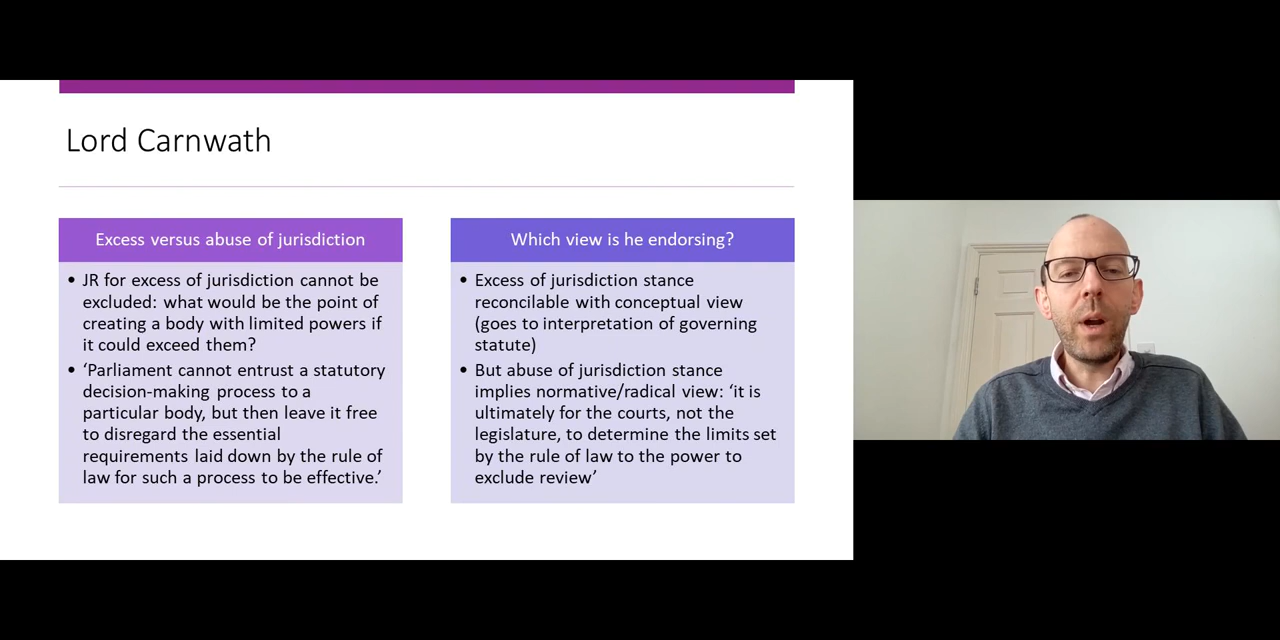 Lord Carnwath
Excess versus abuse of jurisdiction
• JR for excess of jurisdiction cannot be
excluded: what would be the point of
creating a body with limited powers if
it could exceed them?
• ‘Parliament cannot entrust a statutory
decision-making process to a
particular body, but then leave it free
to disregard the essential
requirements laid down by the rule of
law for such a process to be effective.’
Which view is he endorsing?
• Excess of jurisdiction stance
reconcilable with conceptual view
(goes to interpretation of governing
statute)
• But abuse of jurisdiction stance
implies normative/radical view: ‘it is
ultimately for the courts, not the
legislature, to determine the limits set
by the rule of law to the power to
exclude review’